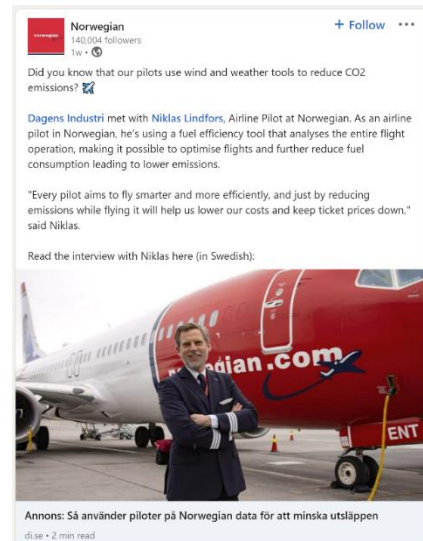 norwegian
Norwegian
140,004 followers
1w •
+ Follow •••
Did you know that our pilots use wind and weather tools to reduce CO2
emissions?
Dagens Industri met with Niklas Lindfors, Airline Pilot at Norwegian. As an airline
pilot in Norwegian, he's using a fuel efficiency tool that analyses the entire flight
operation, making it possible to optimise flights and further reduce fuel
consumption leading to lower emissions.
"Every pilot aims to fly smarter and more efficiently, and just by reducing
emissions while flying it will help us lower our costs and keep ticket prices down,"
said Niklas.
Read the interview with Niklas here (in Swedish):
gian.com
ENT
Annons: Så använder piloter på Norwegian data för att minska utsläppen
di.se • 2 min read